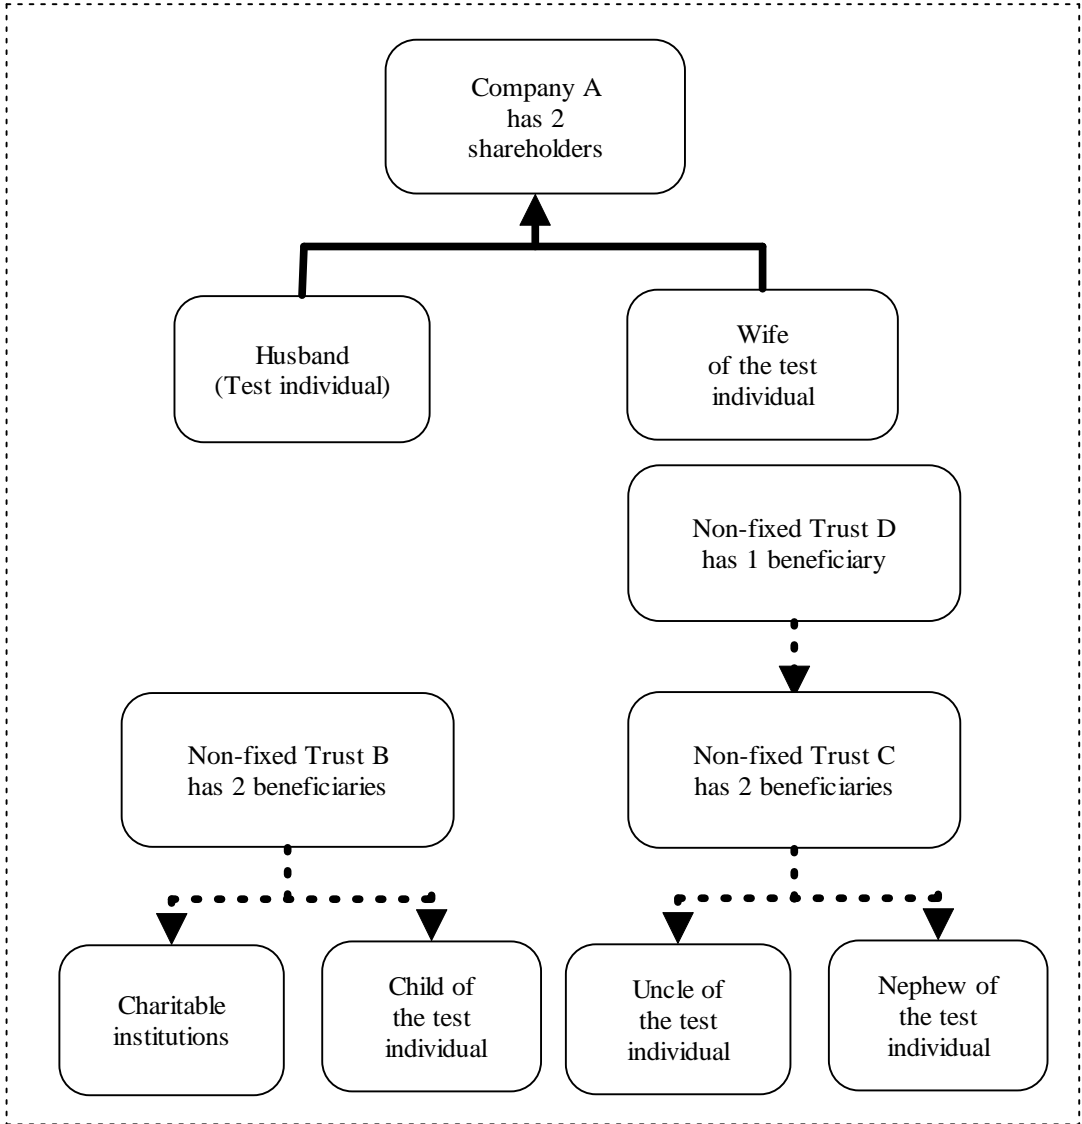 Company A
has 2
shareholders
Husband
(Test individual)
Wife
of the test
individual
Non-fixed Trust D
has 1 beneficiary
Non-fixed Trust B
has 2 beneficiaries
Non-fixed Trust C
has 2 beneficiaries
Charitable
institutions
Child of
the test
individual
Uncle of
the test
individual
Nephew of
the test
individual